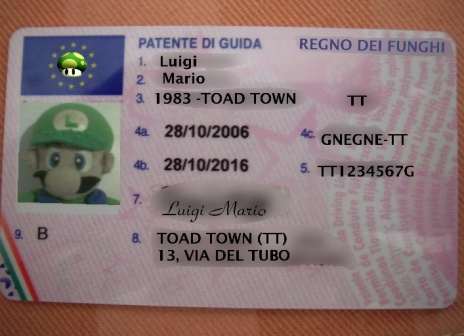 PATENTE DI GUIDA REGNO DEI FUNGHI
1. Luigi
2. Mario
3. 1983 -TOAD TOWN TT
4a. 28/10/2006 4c. GNEGNE-TT
4b. 28/10/2016 5. TT1234567G
7. Luigi Mario
9. B 8. TOAD TOWN (TT)
13, VIA DEL TUBO